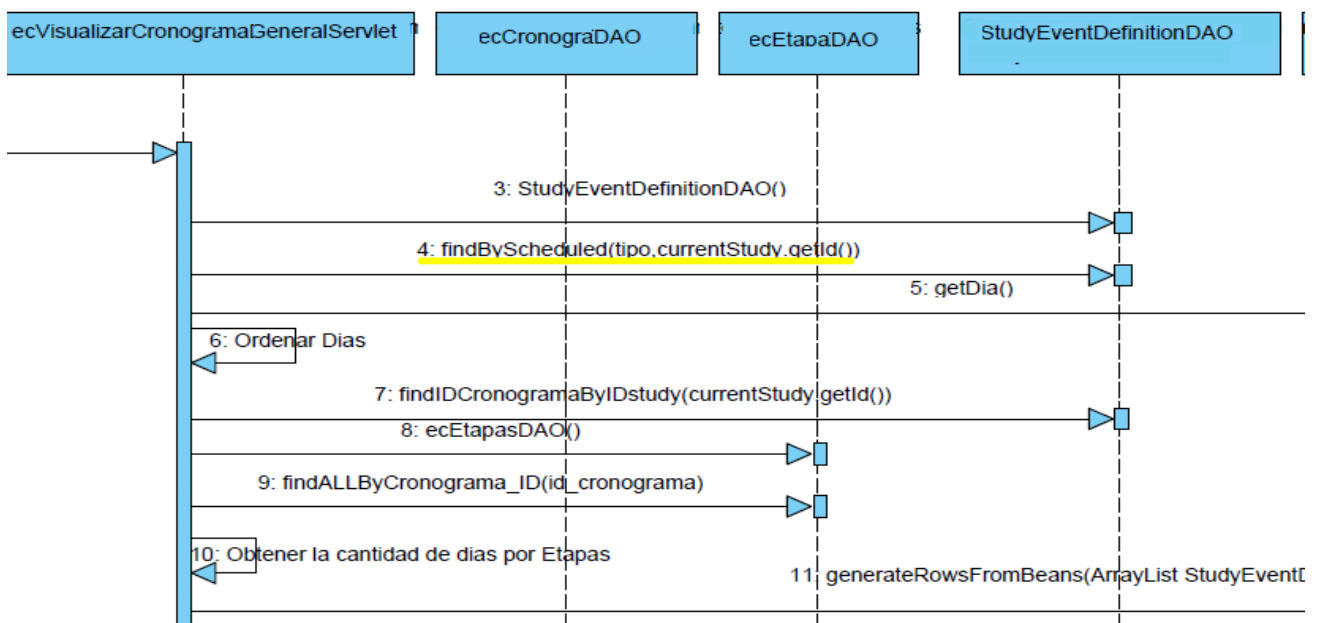 ecVisualizarCronogramaGeneralServlet
ecCronograDAO
ecEtapaDAO
StudyEventDefinitionDAO
3: StudyEventDefinitionDAO()
4: findByScheduled(tipo,currentStudy.getId())
5: getDia()
6: Ordenar Dias
7: findIDCronogramaByIDstudy(currentStudy.getId())
8: ecEtapasDAO()
9: findALLByCronograma_ID(id_cronograma)
10: Obtener la cantidad de dias por Etapas
11: generateRowsFromBeans(ArrayList StudyEventD